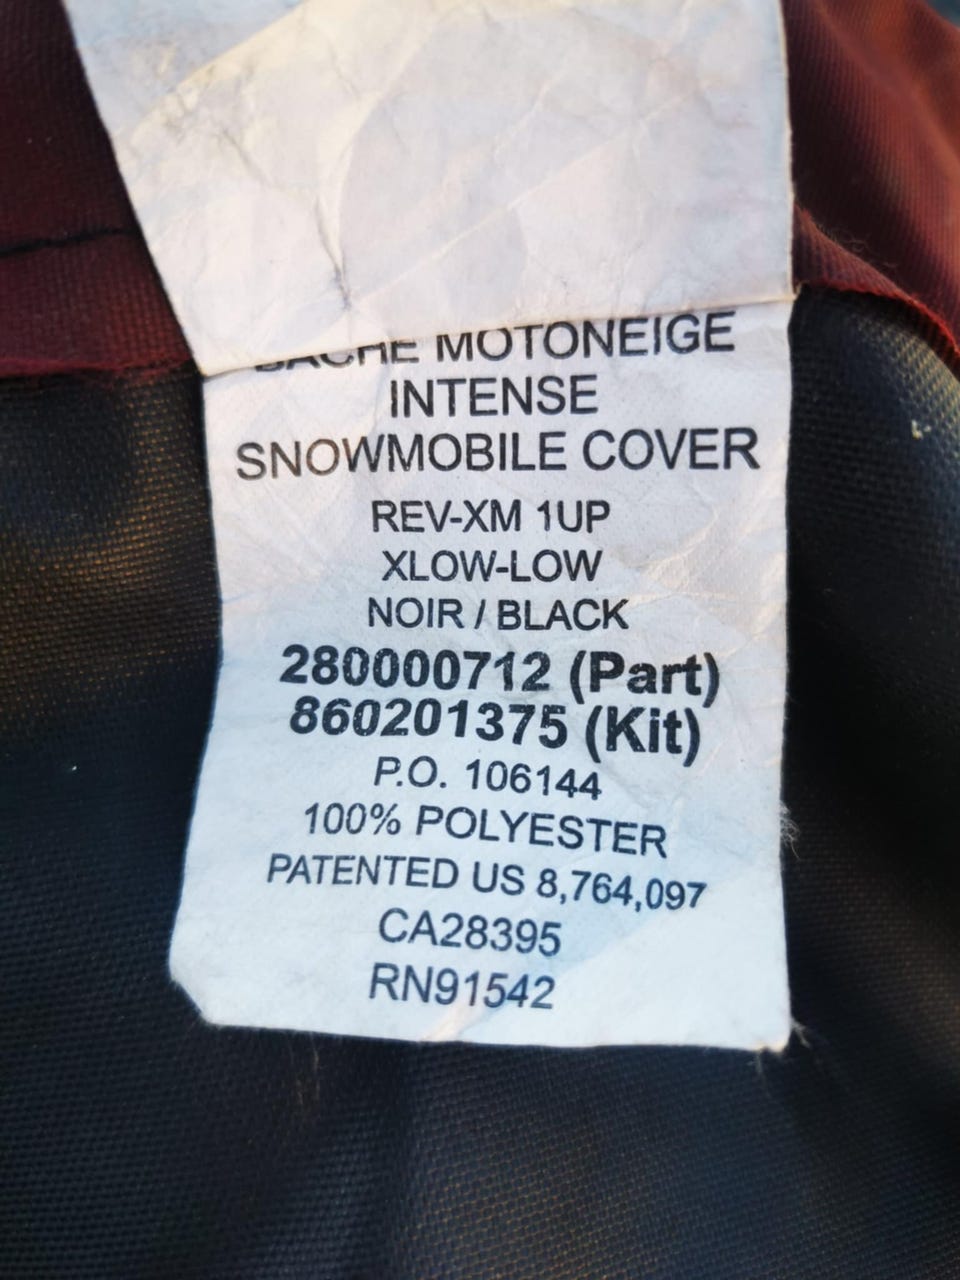 MOTONEIGE
INTENSE
SNOWMOBILE COVER
REV-XM 1UP
XLOW-LOW
NOIR / BLACK
280000712 (Part)
860201375 (Kit)
P.O. 106144
100% POLYESTER
PATENTED US 8,764,097
CA28395
RN91542